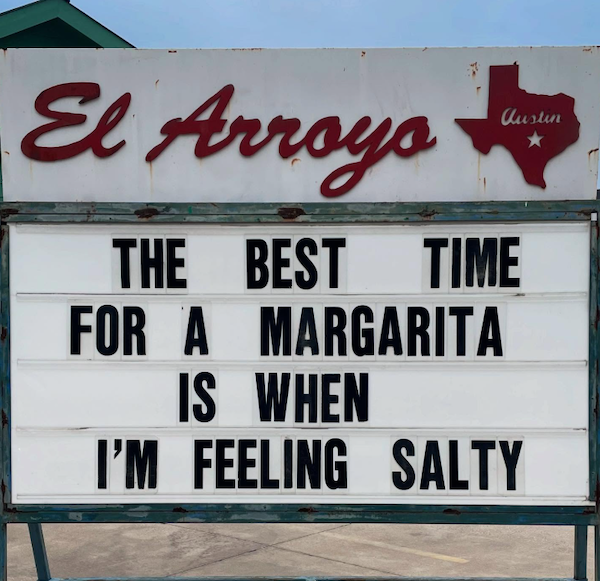 El Arroyo
Austin
THE BEST TIME
FOR A MARGARITA
IS WHEN
I'M FEELING SALTY